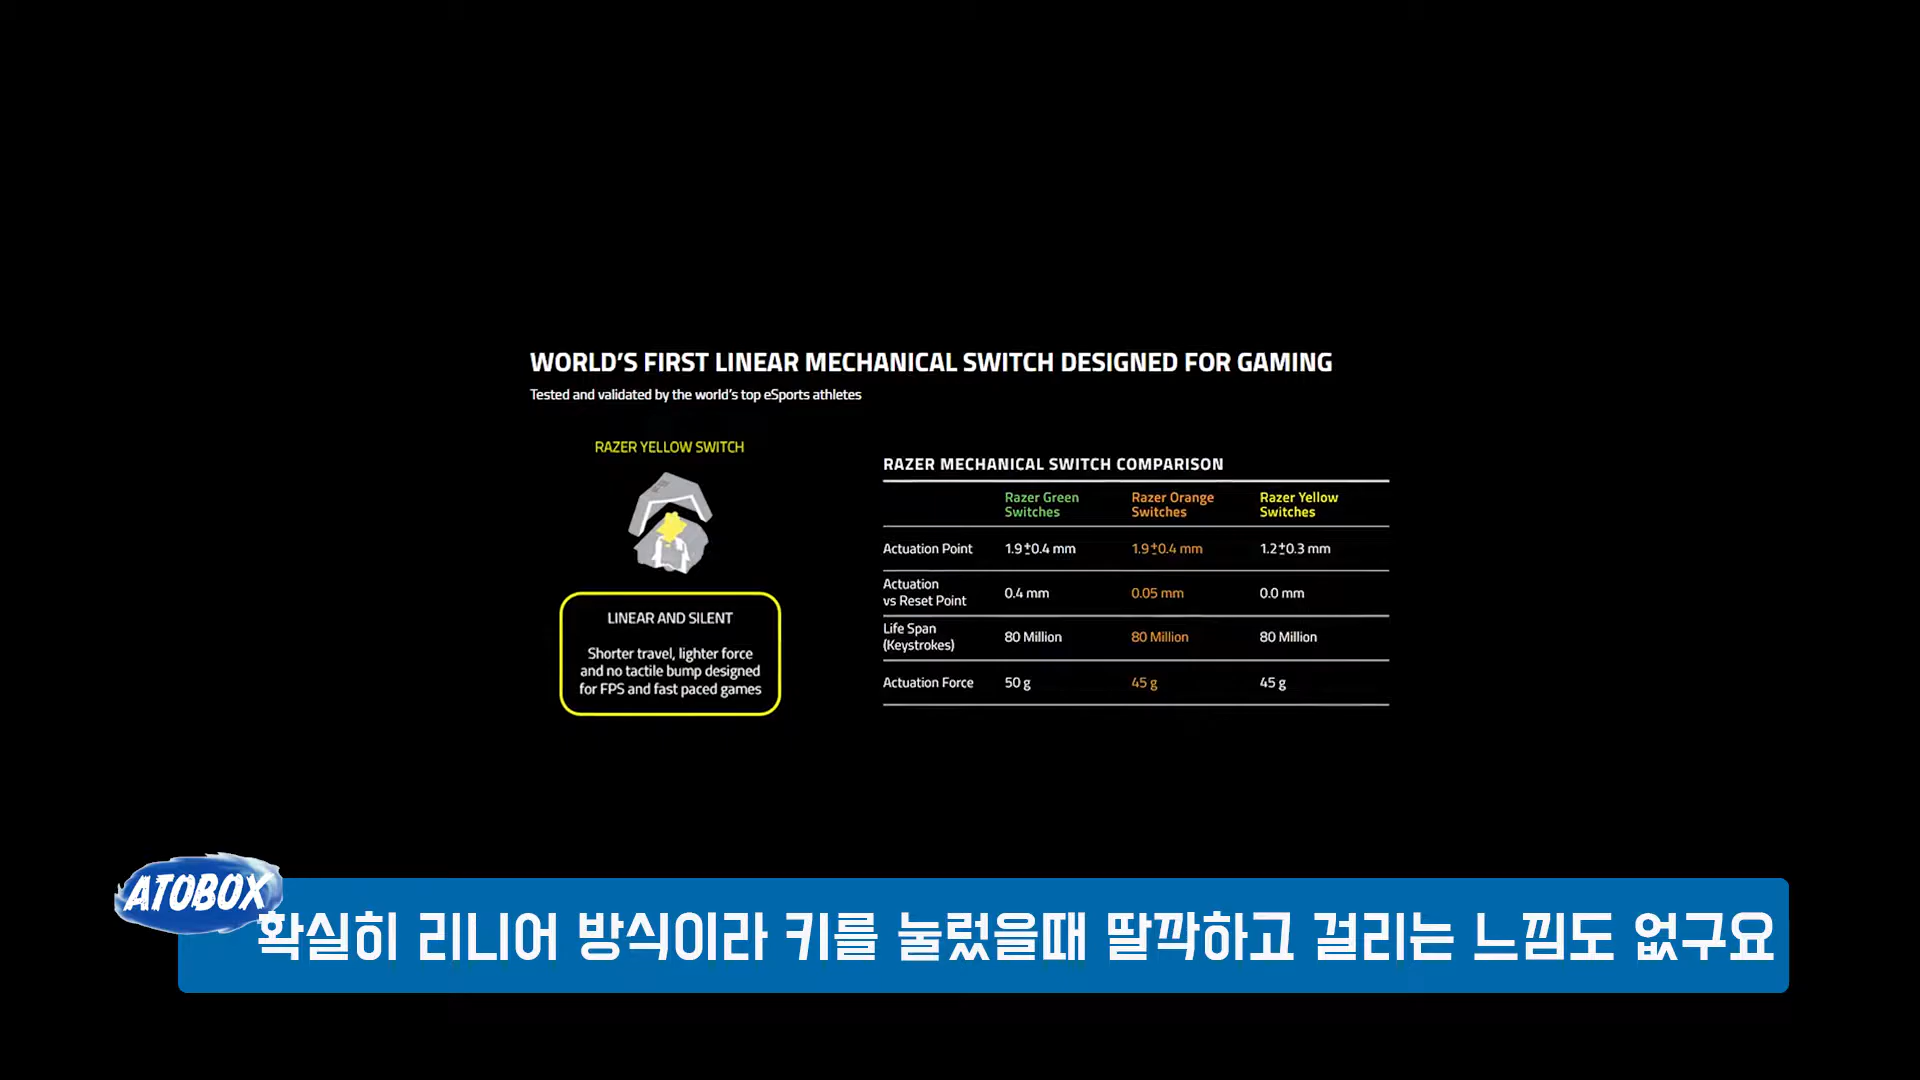 WORLD'S FIRST LINEAR MECHANICAL SWITCH DESIGNED FOR GAMING
Tested and validated by the world's top eSports athletes
RAZER YELLOW SWITCH
LINEAR AND SILENT
Shorter travel, lighter force
and no tactile bump designed
for FPS and fast paced games
RAZER MECHANICAL SWITCH COMPARISON
Razer Green Switches Razer Orange Switches Razer Yellow Switches
Actuation Point 1.9±0.4 mm 1.9±0.4 mm 1.2±0.3 mm
Actuation vs Reset Point 0.4 mm 0.05 mm 0.0 mm
Life Span (Keystrokes) 80 Million 80 Million 80 Million
Actuation Force 50 g 45 g 45 g
ATOBOX
확실히 리니어 방식이라 키를 눌렀을때 딸깍하고 걸리는 느낌도 없구요